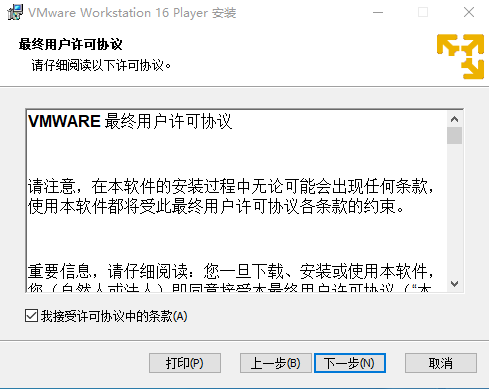 VMware Workstation 16 Player 安装
最终用户许可协议
请仔细阅读以下许可协议。
VMWARE 最终用户许可协议
请注意，在本软件的安装过程中无论可能会出现任何条款，
使用本软件都将受此最终用户许可协议各条款的约束。
重要信息，请仔细阅读：您一旦下载、安装或使用本软件，
您（自然人或法人）即同意接受本最终用户许可协议（“本
我接受许可协议中的条款(A)
打印(P)
上一步(B)
下一步(N)
取消